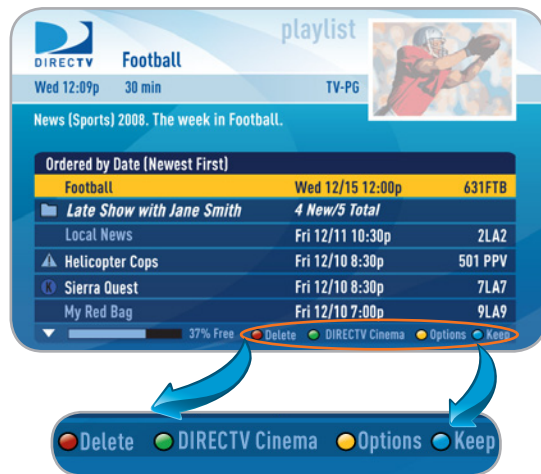 playlist
DIRECTV
Football
Wed 12:09p 30 min TV-PG
News (Sports) 2008. The week in Football.
Ordered by Date (Newest First)
Football Wed 12/15 12:00p 631FTB
Late Show with Jane Smith 4 New/5 Total
Local News Fri 12/11 10:30p 2LA2
Helicopter Cops Fri 12/10 8:30p 501 PPV
K Sierra Quest Fri 12/10 8:30p 7LA7
My Red Bag Fri 12/10 7:00p 9LA9
37% Free Delete DIRECTV Cinema Options Keep
Delete DIRECTV Cinema Options Keep